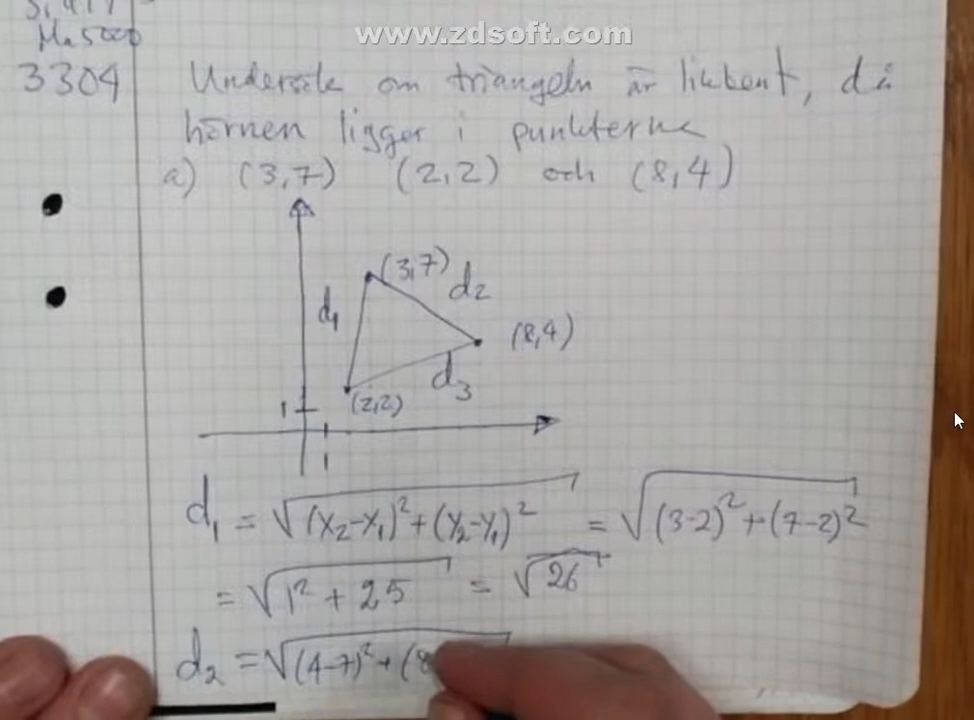 www.zdsoft.com
Ma5000
3304 Undersök om triangeln är likbent, då
hörnen ligger i punkterna
a) (3,7) (2,2) och (8,4)
(3,7)
d2
d1
(8,4)
d3
1
(2,2)
1
d1 = √(x2-x1)²+(y2-y1)² = √(3-2)²+(7-2)²
= √1²+25 = √26
d2 = √(4-7)²+(8